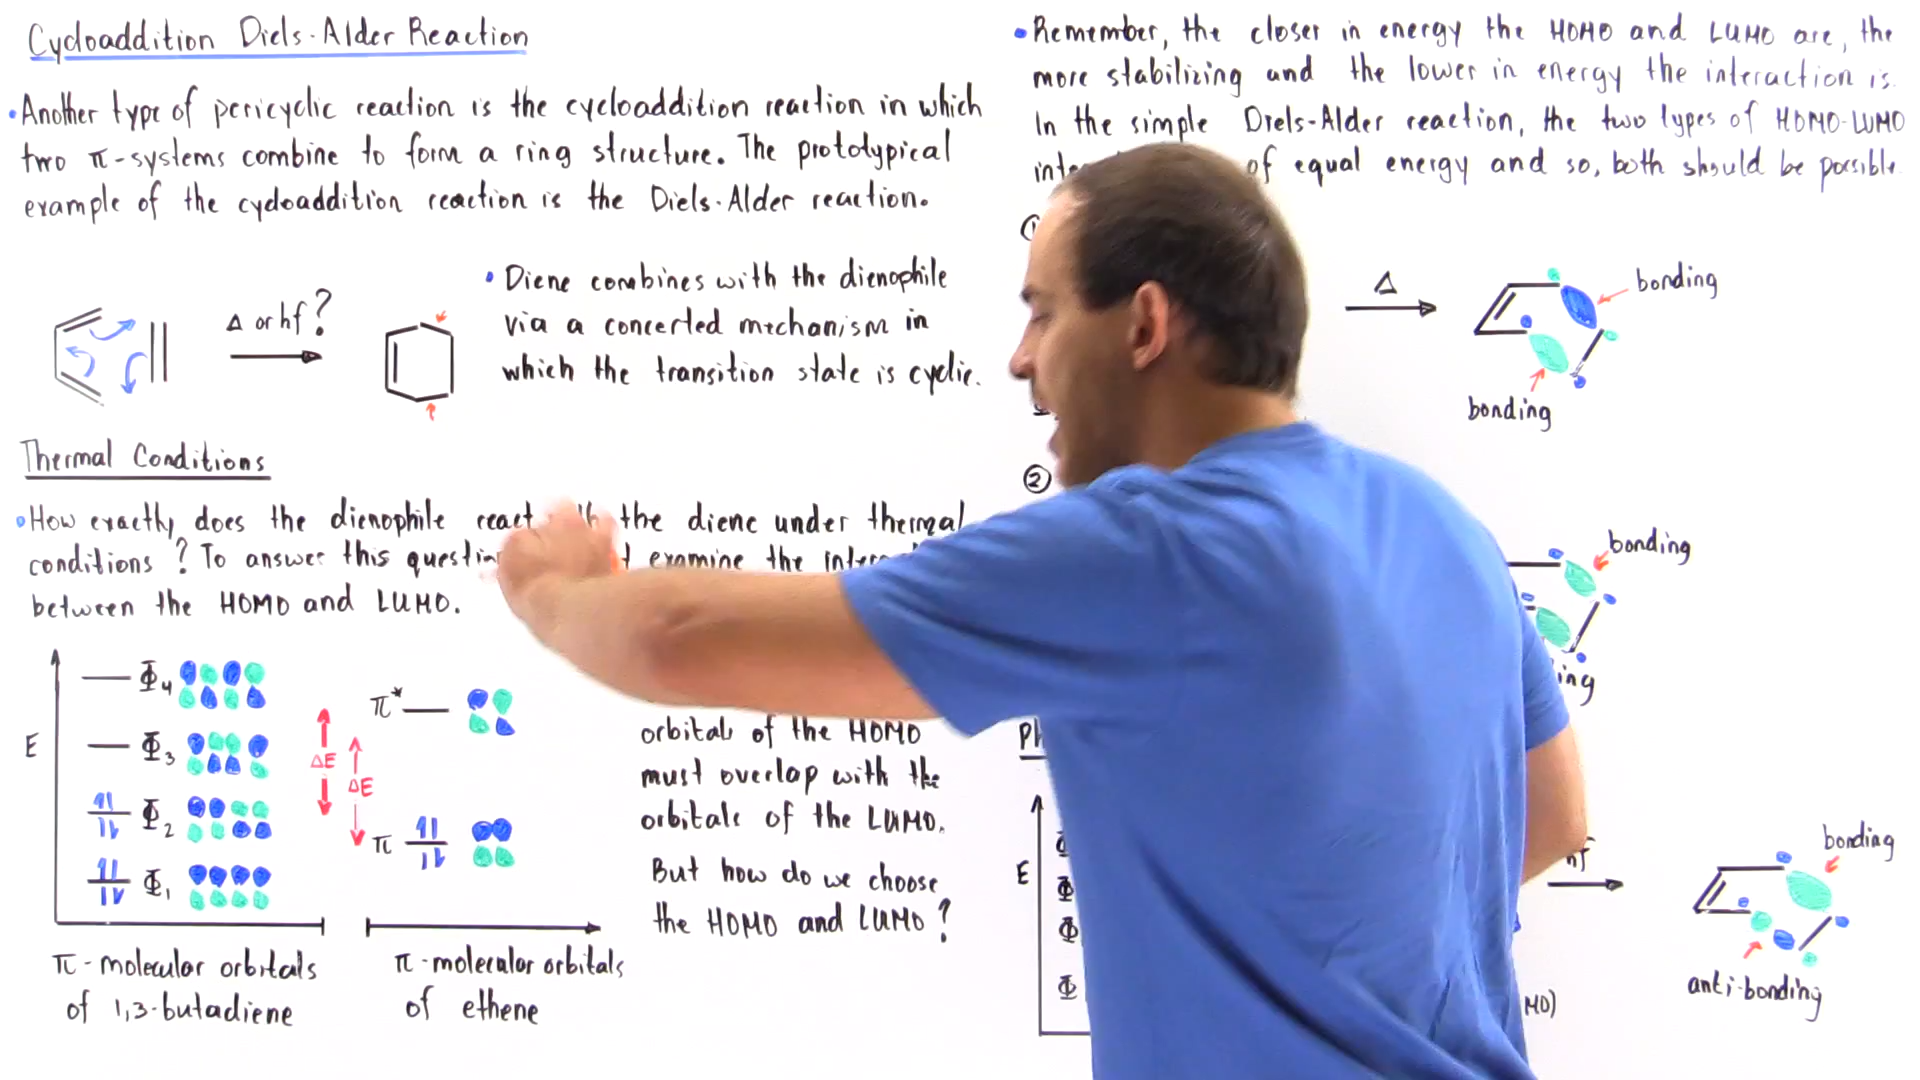 Cycloaddition Diels-Alder Reaction
• Another type of pericyclic reaction is the cycloaddition reaction in which
two π-systems combine to form a ring structure. The prototypical
example of the cycloaddition reaction is the Diels-Alder reaction.
Δ or hf?
• Diene combines with the dienophile
via a concerted mechanism in
which the transition state is cyclic.
Thermal Conditions
• How exactly does the dienophile react the diene under thermal
conditions? To answer this examine the
between the HOMO and LUMO.
E
Φ4
Φ3
Φ2
Φ1
ΔE
ΔE
π*
π
π-molecular orbitals
of 1,3-butadiene
π-molecular orbitals
of ethene
orbitals of the HOMO
must overlap with the
orbitals of the LUMO.
But how do we choose
the HOMO and LUMO?
• Remember, the closer in energy the HOMO and LUMO are, the
more stabilizing and the lower in energy the interaction is.
In the simple Diels-Alder reaction, the two types of HOMO-LUMO
of equal energy and so, both should be possible.
①
Δ
bonding
bonding
②
bonding
E
Φ
Φ
Φ
Φ
hf
bonding
anti-bonding